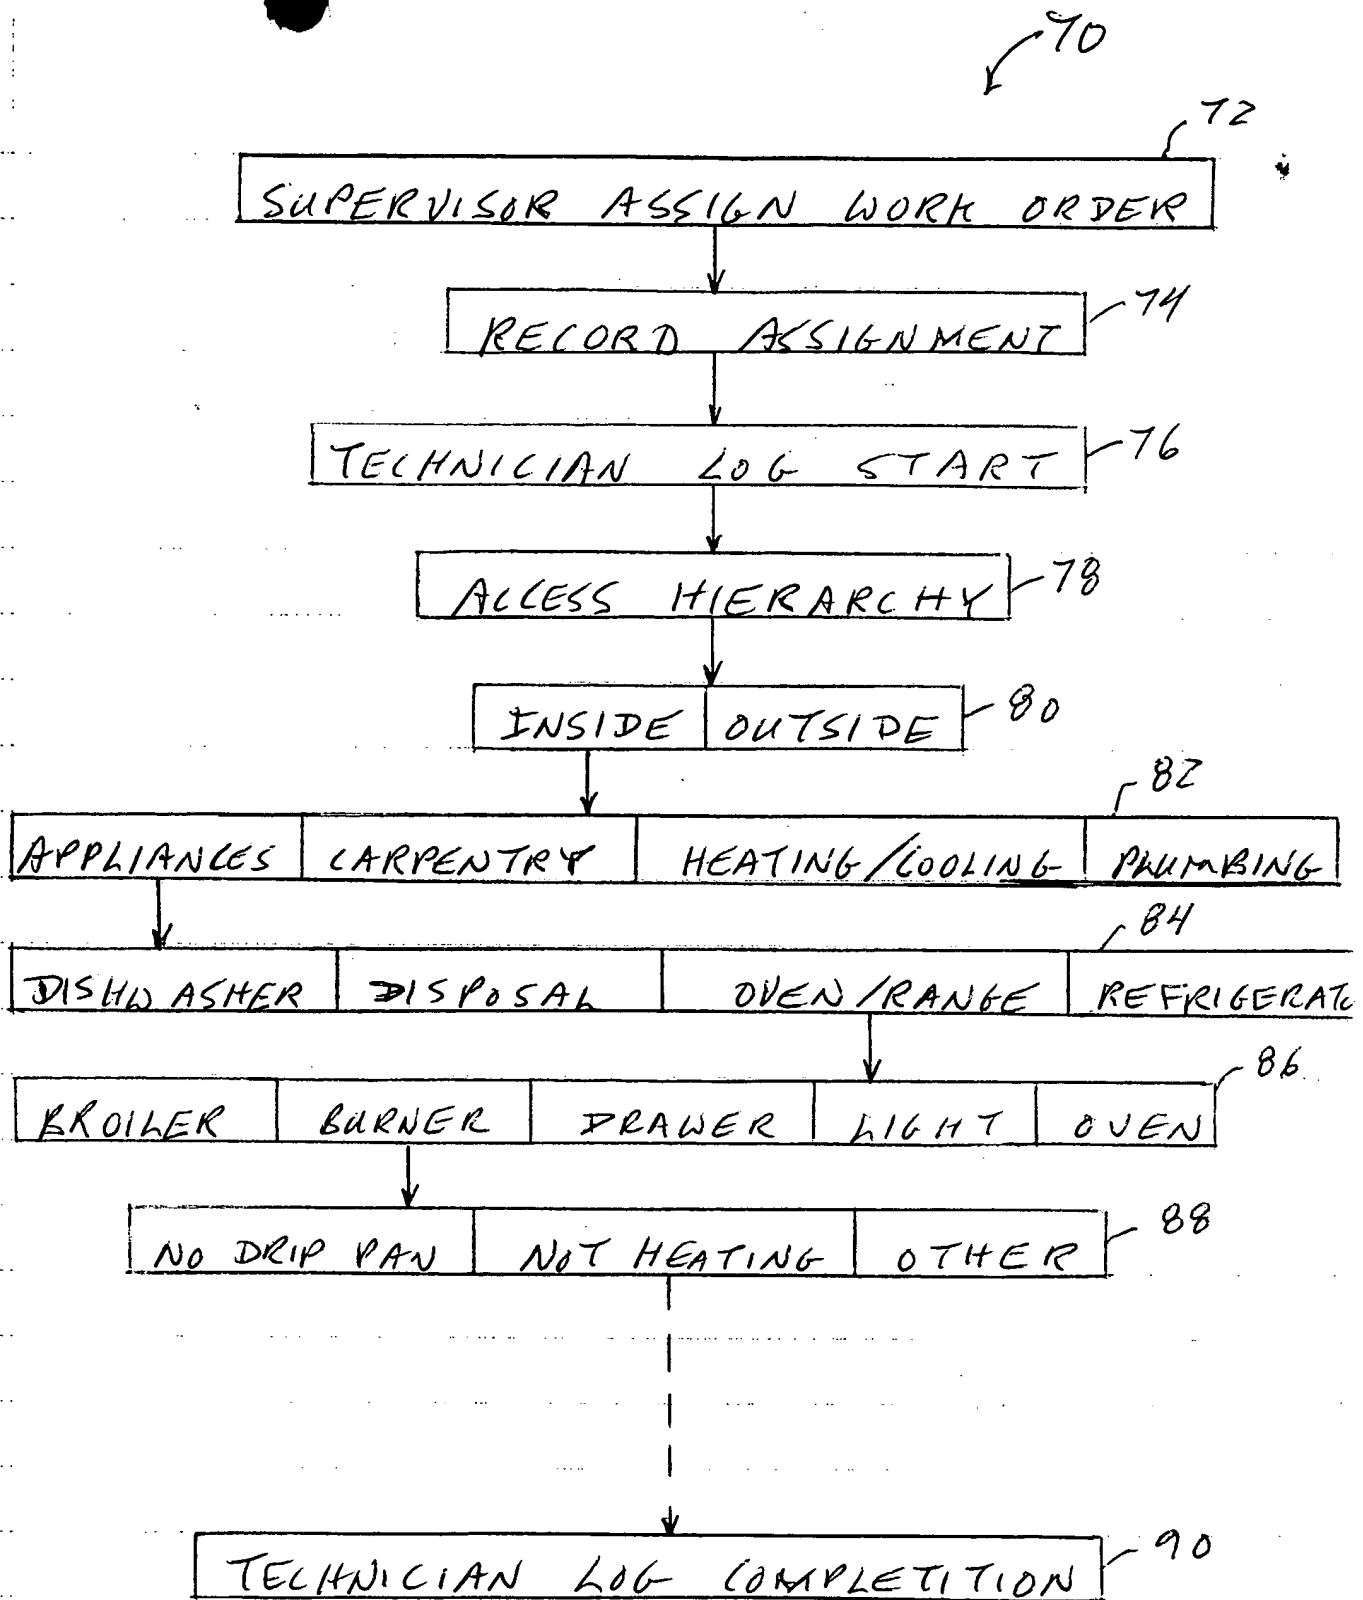 70
72
SUPERVISOR ASSIGN WORK ORDER
74
RECORD ASSIGNMENT
76
TECHNICIAN LOG START
78
ACCESS HIERARCHY
80
INSIDE OUTSIDE
82
APPLIANCES CARPENTRY HEATING/COOLING PLUMBING
84
DISHWASHER DISPOSAL OVEN/RANGE REFRIGERATO
86
BROILER BURNER DRAWER LIGHT OVEN
88
NO DRIP PAN NOT HEATING OTHER
90
TECHNICIAN LOG COMPLETITION